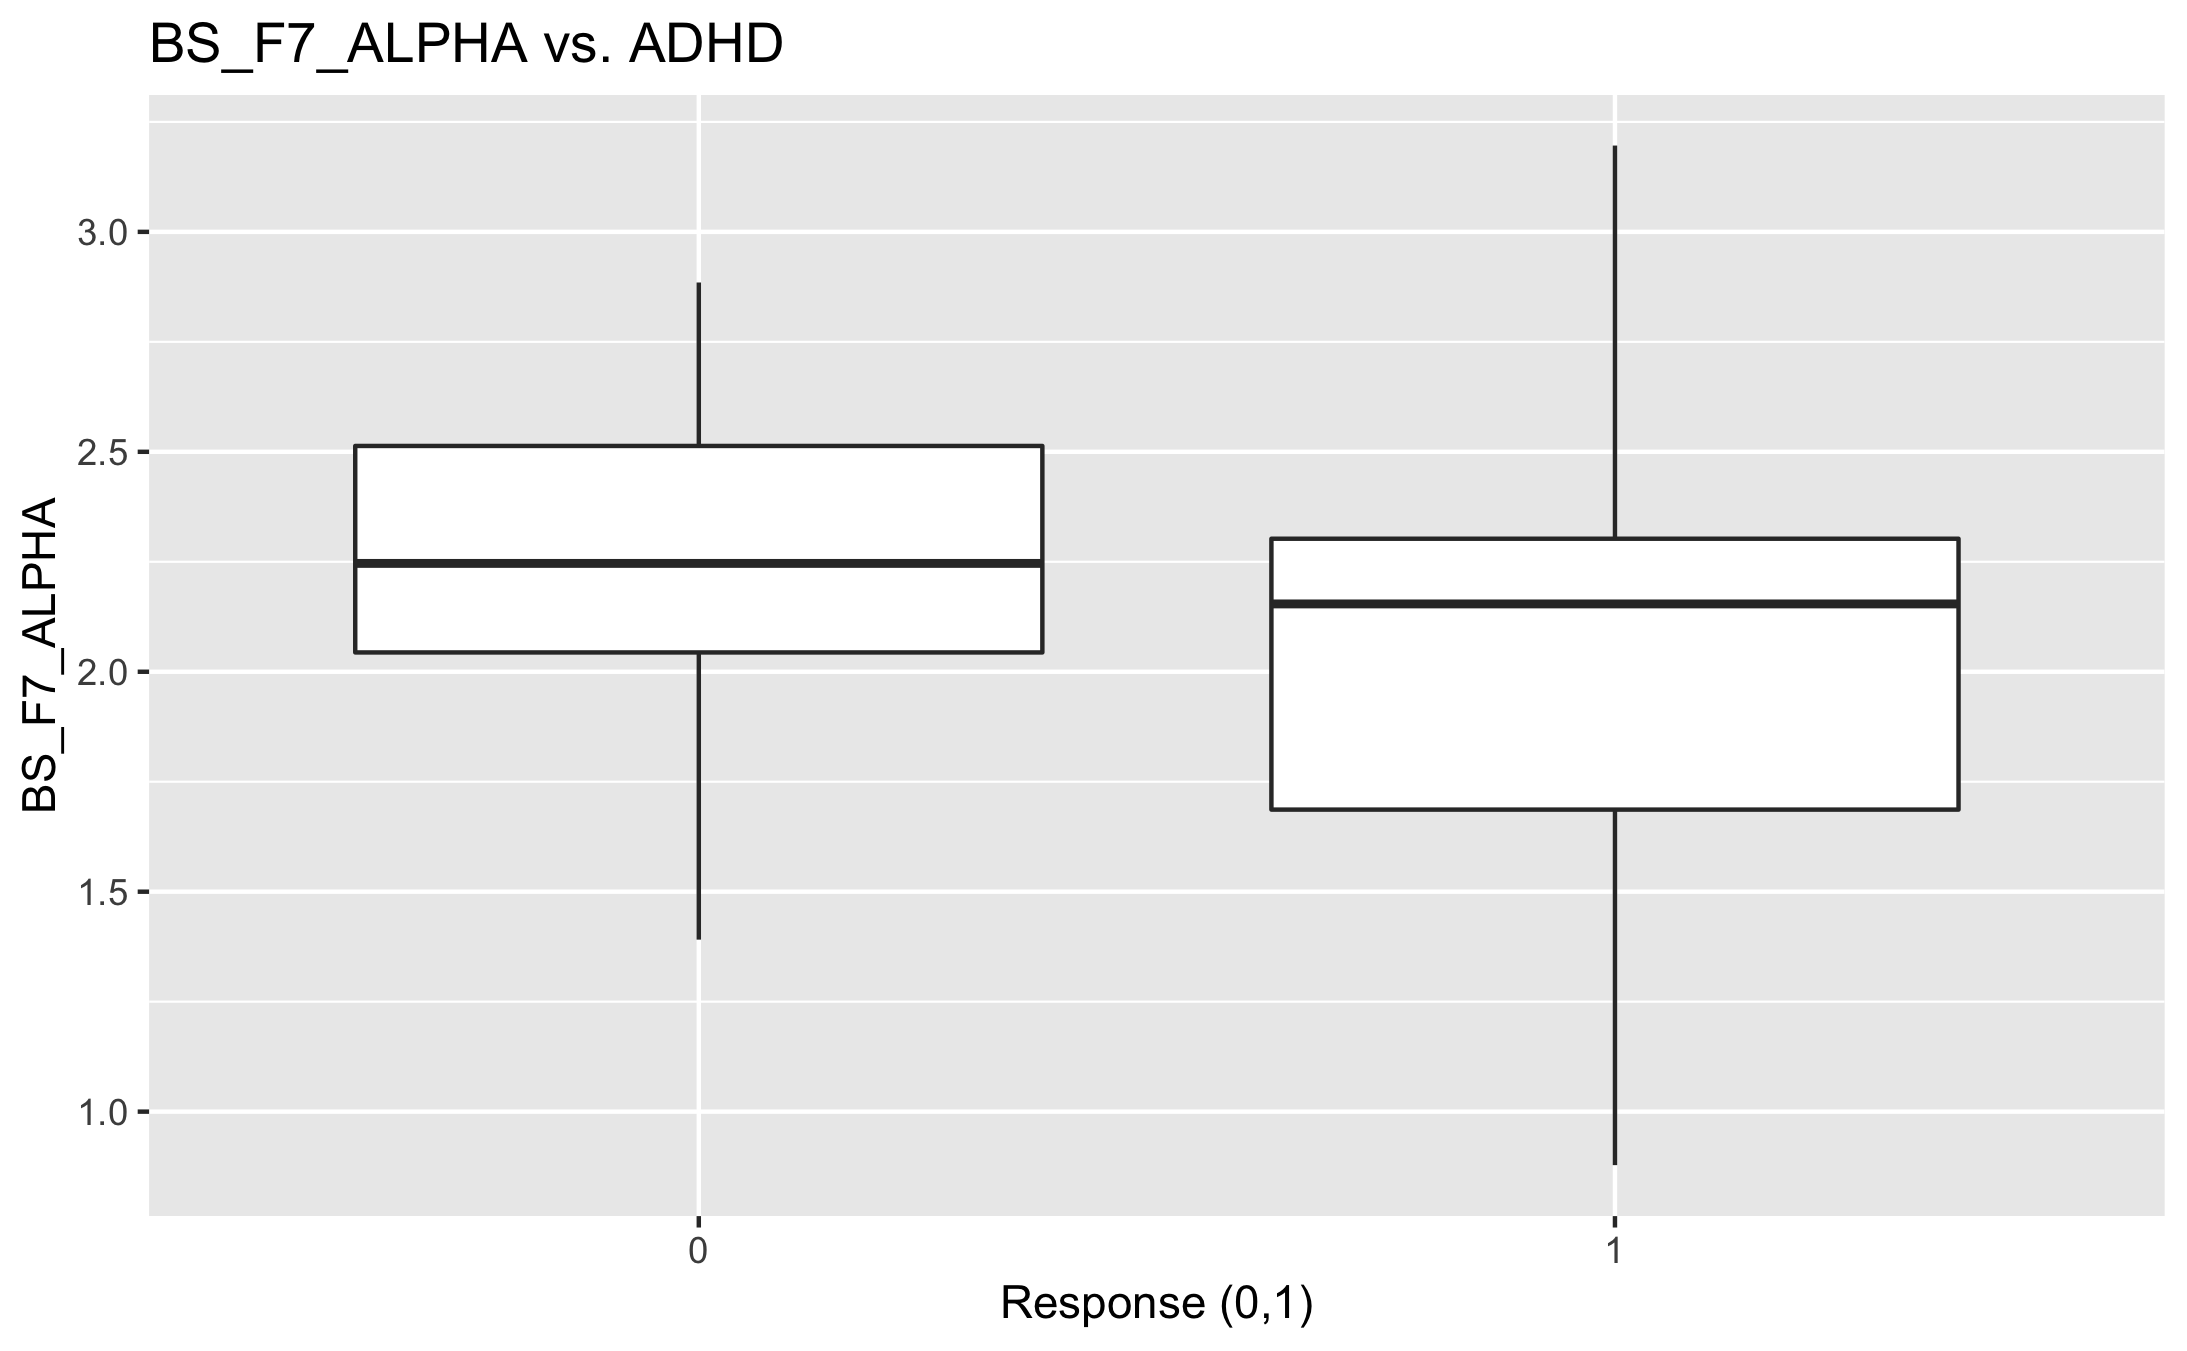 BS_F7_ALPHA vs. ADHD
BS_F7_ALPHA
3.0
2.5
2.0
1.5
1.0
0
1
Response (0,1)